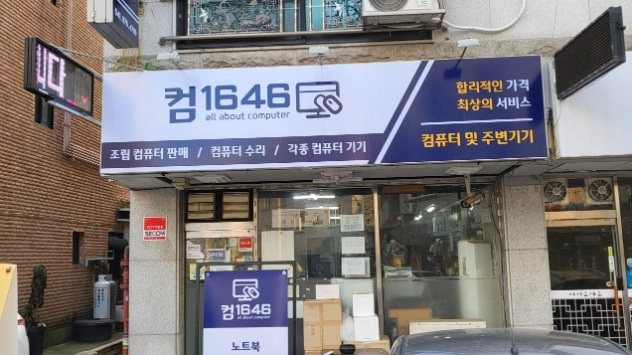 니다
컴1646
all about computer
조립 컴퓨터 판매 / 컴퓨터 수리 / 각종 컴퓨터 기기
합리적인 가격
최상의 서비스
컴퓨터 및 주변기기
SECOM
컴1646
all about computer
노트북